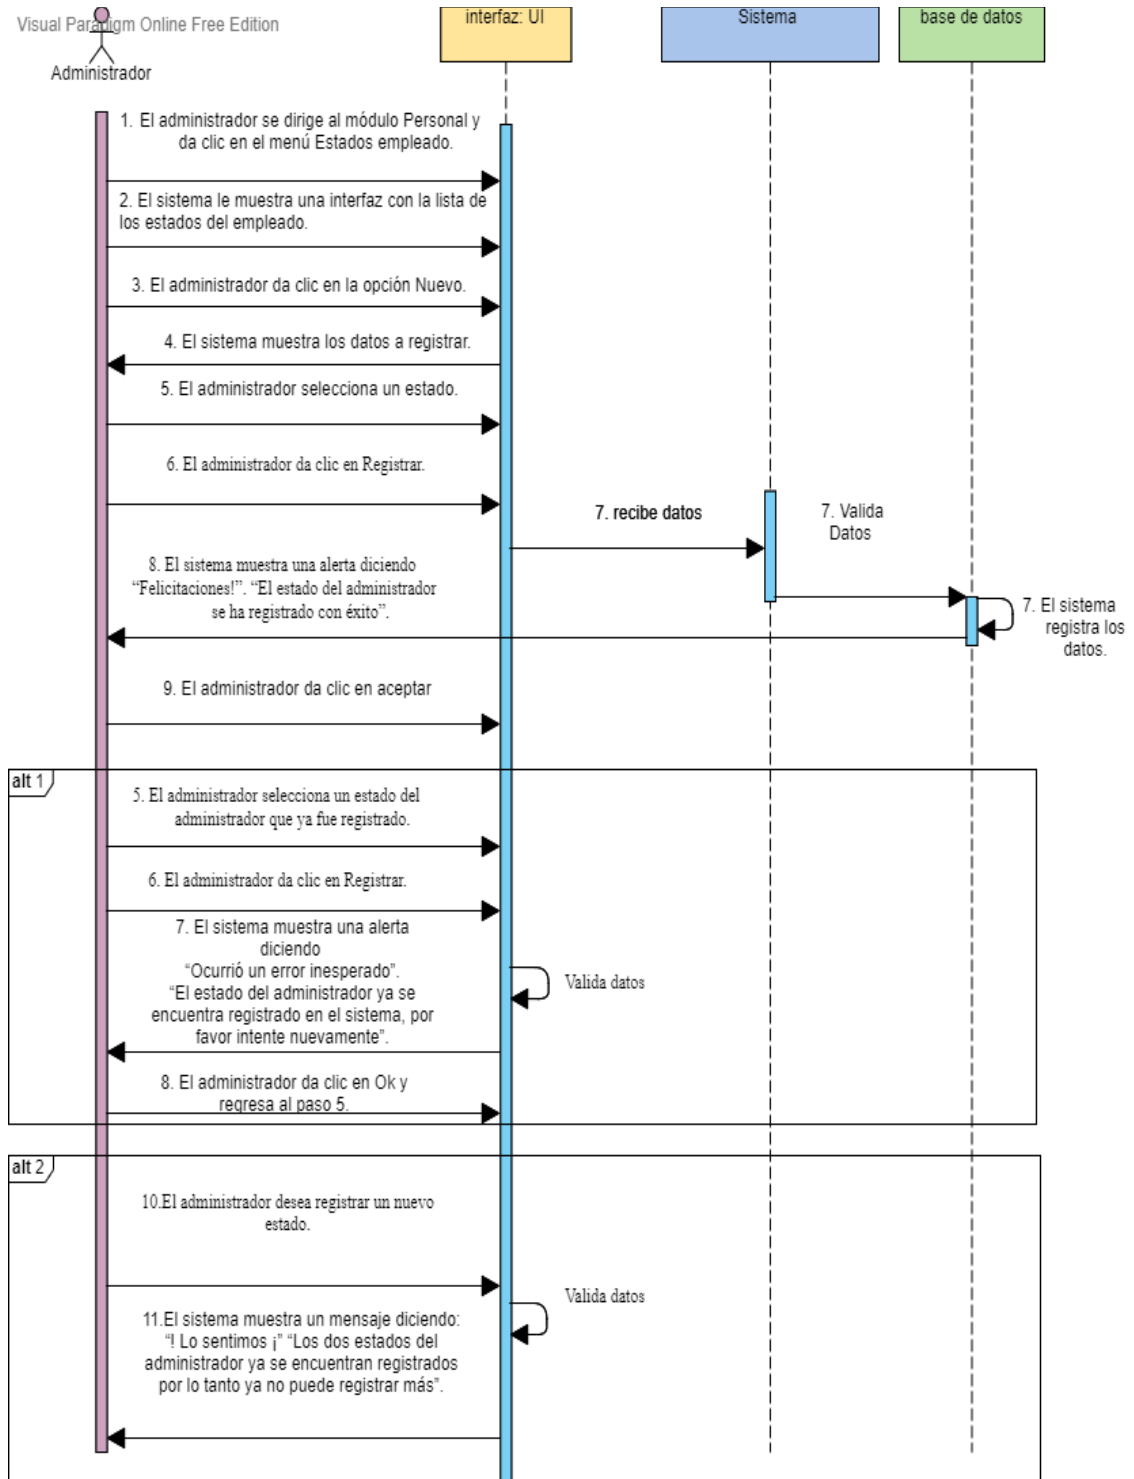 Visual Paradigm Online Free Edition
interfaz: UI
Sistema
base de datos
Administrador
1. El administrador se dirige al módulo Personal y
da clic en el menú Estados empleado.
2. El sistema le muestra una interfaz con la lista de
los estados del empleado.
3. El administrador da clic en la opción Nuevo.
4. El sistema muestra los datos a registrar.
5. El administrador selecciona un estado.
6. El administrador da clic en Registrar.
7. recibe datos
7. Valida
Datos
8. El sistema muestra una alerta diciendo
“Felicitaciones!”. “El estado del administrador
se ha registrado con éxito”.
7. El sistema
registra los
datos.
9. El administrador da clic en aceptar
alt 1
5. El administrador selecciona un estado del
administrador que ya fue registrado.
6. El administrador da clic en Registrar.
7. El sistema muestra una alerta
diciendo
“Ocurrió un error inesperado”.
“El estado del administrador ya se
encuentra registrado en el sistema, por
favor intente nuevamente”.
Valida datos
8. El administrador da clic en Ok y
regresa al paso 5.
alt 2
10.El administrador desea registrar un nuevo
estado.
Valida datos
11.El sistema muestra un mensaje diciendo:
“! Lo sentimos ¡” “Los dos estados del
administrador ya se encuentran registrados
por lo tanto ya no puede registrar más”.